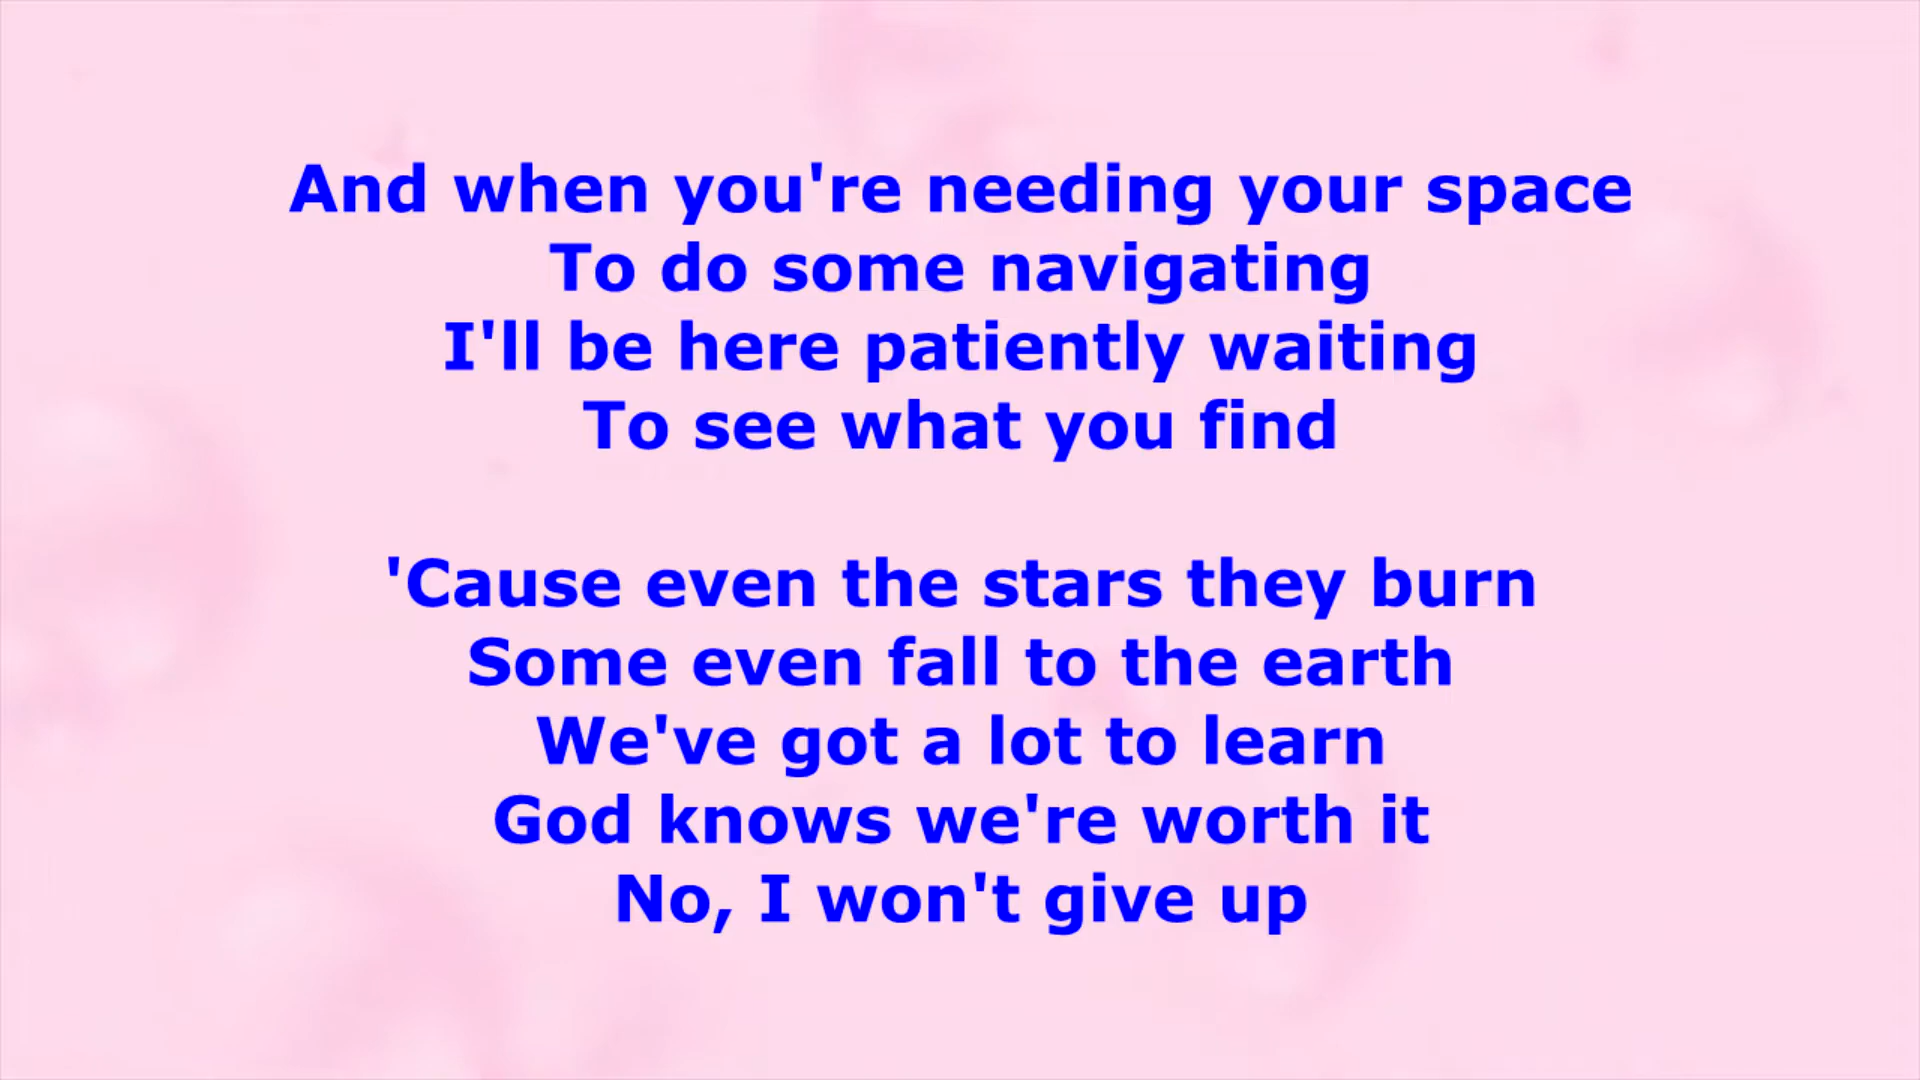 And when you're needing your space
To do some navigating
I'll be here patiently waiting
To see what you find
'Cause even the stars they burn
Some even fall to the earth
We've got a lot to learn
God knows we're worth it
No, I won't give up